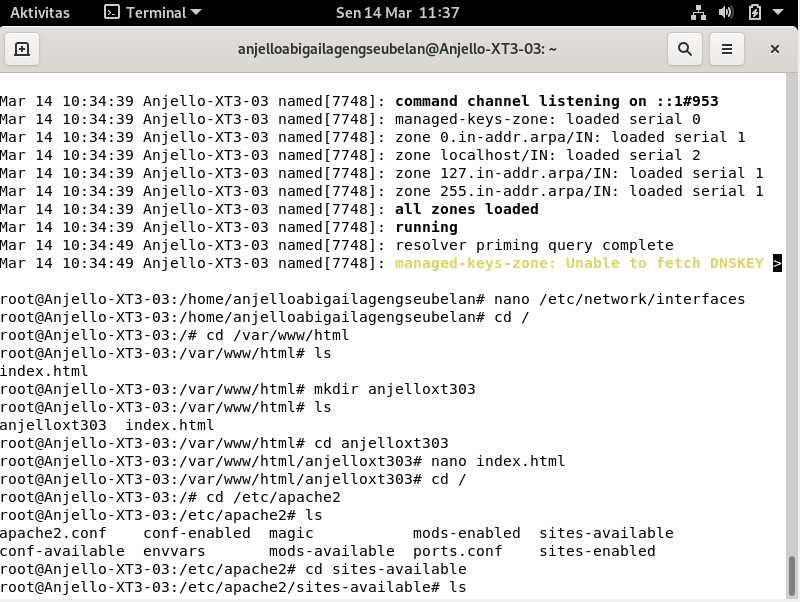 Aktivitas Terminal Sen 14 Mar 11:37
anjelloabigailagengseubelan@Anjello-XT3-03: ~
Mar 14 10:34:39 Anjello-XT3-03 named[7748]: command channel listening on ::1#953
Mar 14 10:34:39 Anjello-XT3-03 named[7748]: managed-keys-zone: loaded serial 0
Mar 14 10:34:39 Anjello-XT3-03 named[7748]: zone 0.in-addr.arpa/IN: loaded serial 1
Mar 14 10:34:39 Anjello-XT3-03 named[7748]: zone localhost/IN: loaded serial 2
Mar 14 10:34:39 Anjello-XT3-03 named[7748]: zone 127.in-addr.arpa/IN: loaded serial 1
Mar 14 10:34:39 Anjello-XT3-03 named[7748]: zone 255.in-addr.arpa/IN: loaded serial 1
Mar 14 10:34:39 Anjello-XT3-03 named[7748]: all zones loaded
Mar 14 10:34:39 Anjello-XT3-03 named[7748]: running
Mar 14 10:34:49 Anjello-XT3-03 named[7748]: resolver priming query complete
Mar 14 10:34:49 Anjello-XT3-03 named[7748]: managed-keys-zone: Unable to fetch DNSKEY >
root@Anjello-XT3-03:/home/anjelloabigailagengseubelan# nano /etc/network/interfaces
root@Anjello-XT3-03:/home/anjelloabigailagengseubelan# cd /
root@Anjello-XT3-03:/# cd /var/www/html
root@Anjello-XT3-03:/var/www/html# ls
index.html
root@Anjello-XT3-03:/var/www/html# mkdir anjelloxt303
root@Anjello-XT3-03:/var/www/html# ls
anjelloxt303  index.html
root@Anjello-XT3-03:/var/www/html# cd anjelloxt303
root@Anjello-XT3-03:/var/www/html/anjelloxt303# nano index.html
root@Anjello-XT3-03:/var/www/html/anjelloxt303# cd /
root@Anjello-XT3-03:/# cd /etc/apache2
root@Anjello-XT3-03:/etc/apache2# ls
apache2.conf    conf-enabled  magic           mods-enabled  sites-available
conf-available  envvars       mods-available  ports.conf    sites-enabled
root@Anjello-XT3-03:/etc/apache2# cd sites-available
root@Anjello-XT3-03:/etc/apache2/sites-available# ls